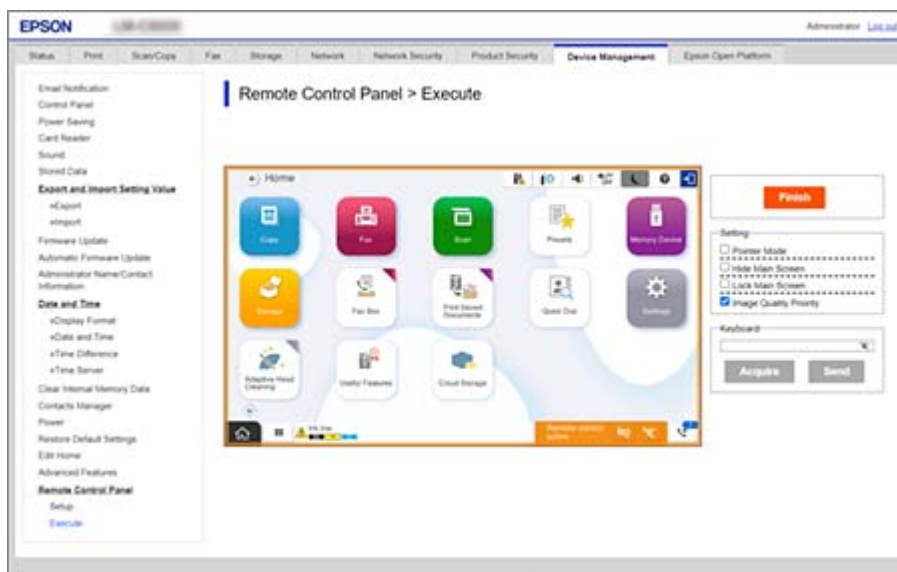 EPSON
Administrator Log out
Status Print Scan/Copy Fax Storage Network Network Security Product Security Device Management Epson Open Platform
Email Notification
Control Panel
Power Saving
Card Reader
Sound
Stored Data
Export and Import Setting Value
»Export
»Import
Firmware Update
Automatic Firmware Update
Administrator Name/Contact
Information
Date and Time
»Display Format
»Date and Time
»Time Difference
»Time Server
Clear Internal Memory Data
Contacts Manager
Power
Restore Default Settings
Edit Home
Advanced Features
Remote Control Panel
Setup
Execute
Remote Control Panel > Execute
Home
Copy Fax Scan Presets Memory Device
Storage Fax Box Print Saved Documents Quick Dial Settings
Adaptive Head Cleaning Useful Features Cloud Storage
Remote control active
Finish
Setting
Pointer Mode
Hide Main Screen
Lock Main Screen
Image Quality Priority
Keyboard
Acquire Send